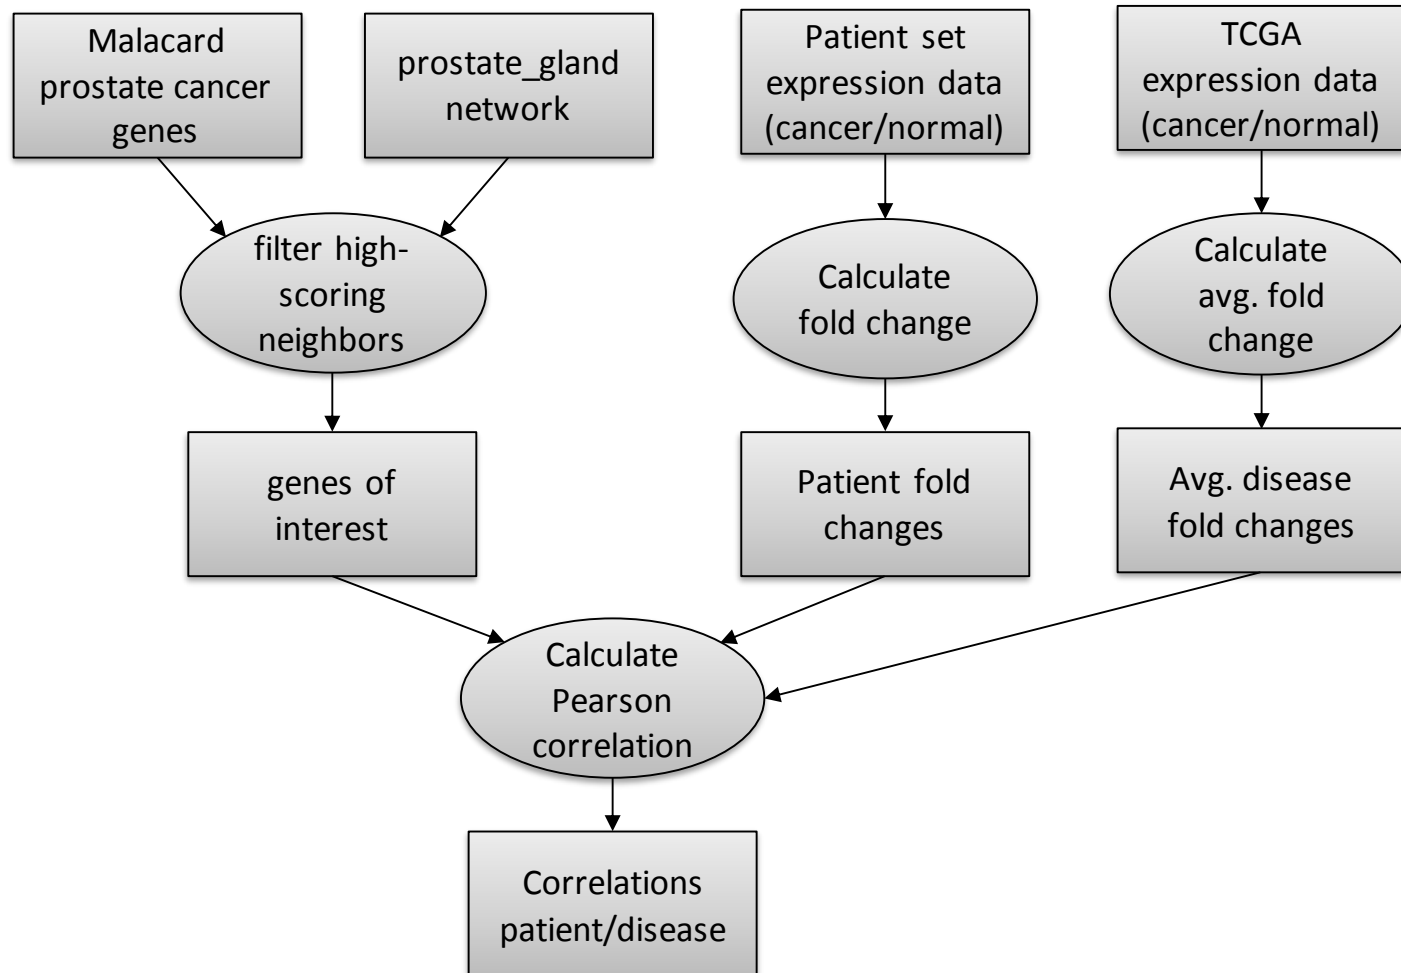 Malacard
prostate cancer
genes
prostate_gland
network
Patient set
expression data
(cancer/normal)
TCGA
expression data
(cancer/normal)
filter high-
scoring
neighbors
Calculate
fold change
Calculate
avg. fold
change
genes of
interest
Patient fold
changes
Avg. disease
fold changes
Calculate
Pearson
correlation
Correlations
patient/disease